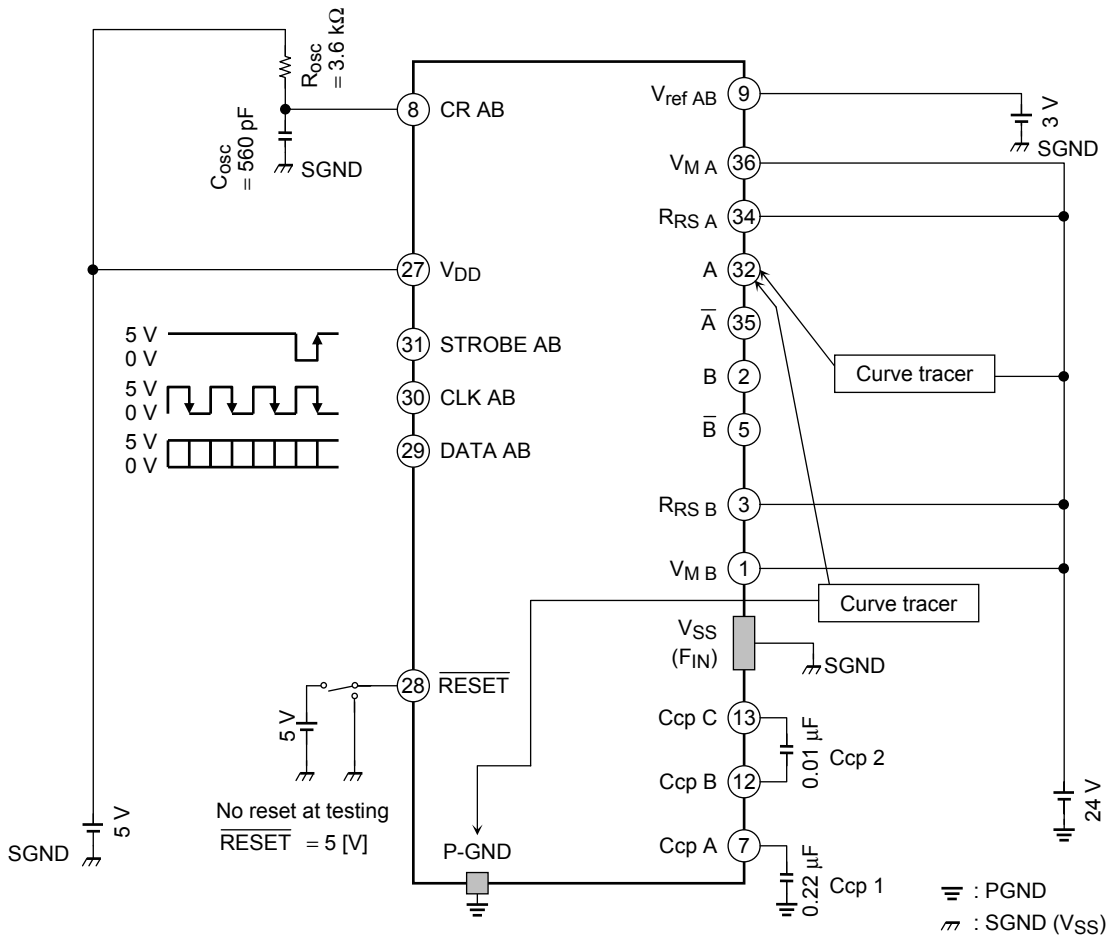 Rosc
= 3.6 kΩ
Cosc
= 560 pF
SGND
8 CR AB
27 VDD
5 V
0 V
31 STROBE AB
5 V
0 V
30 CLK AB
5 V
0 V
29 DATA AB
28 RESET
5 V
No reset at testing
RESET = 5 [V]
5 V
SGND
P-GND
Vref AB 9
3 V
SGND
VM A 36
RRS A 34
A 32
A 35
B 2
B 5
Curve tracer
RRS B 3
VM B 1
Curve tracer
VSS
(FIN)
SGND
Ccp C 13
0.01 μF
Ccp 2
Ccp B 12
Ccp A 7
0.22 μF
Ccp 1
24 V
: PGND
: SGND (VSS)